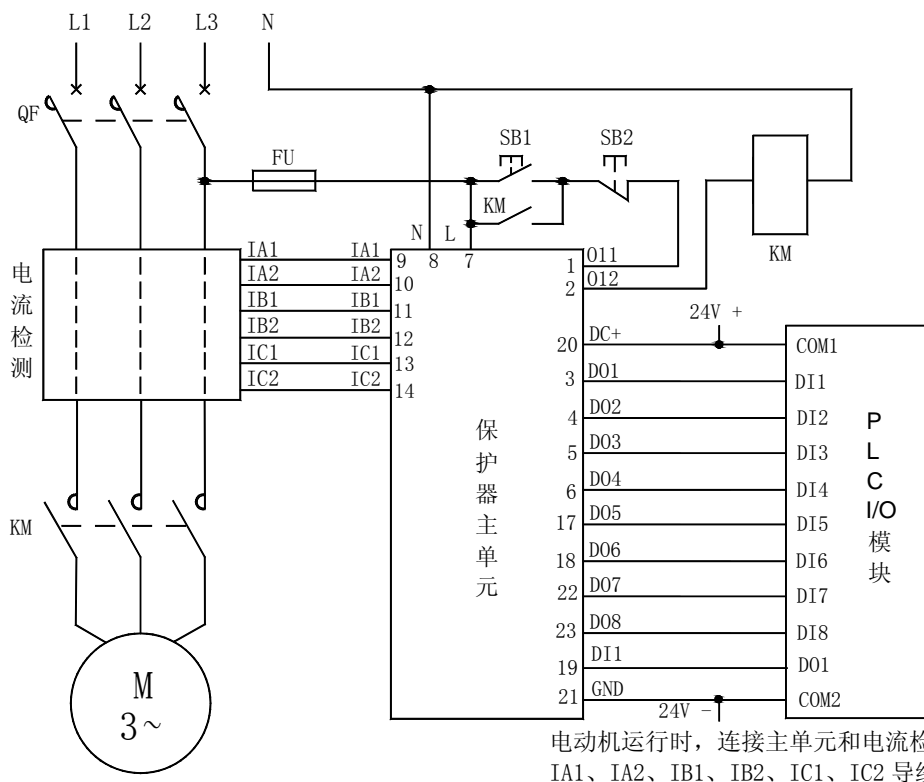 L1 L2 L3 N
QF
FU
SB1 SB2
KM
KM
N L
8 7
电流检测
IA1 IA1 9
IA2 IA2 10
IB1 IB1 11
IB2 IB2 12
IC1 IC1 13
IC2 IC2 14
保护器主单元
1 O11
2 O12
24V +
20 DC+ COM1
3 DO1 DI1
4 DO2 DI2
5 DO3 DI3
6 DO4 DI4
17 DO5 DI5
18 DO6 DI6
22 DO7 DI7
23 DO8 DI8
19 DI1 DO1
21 GND COM2
24V -
PLC I/O 模块
KM
M
3~
电动机运行时，连接主单元和电流检
IA1、IA2、IB1、IB2、IC1、IC2